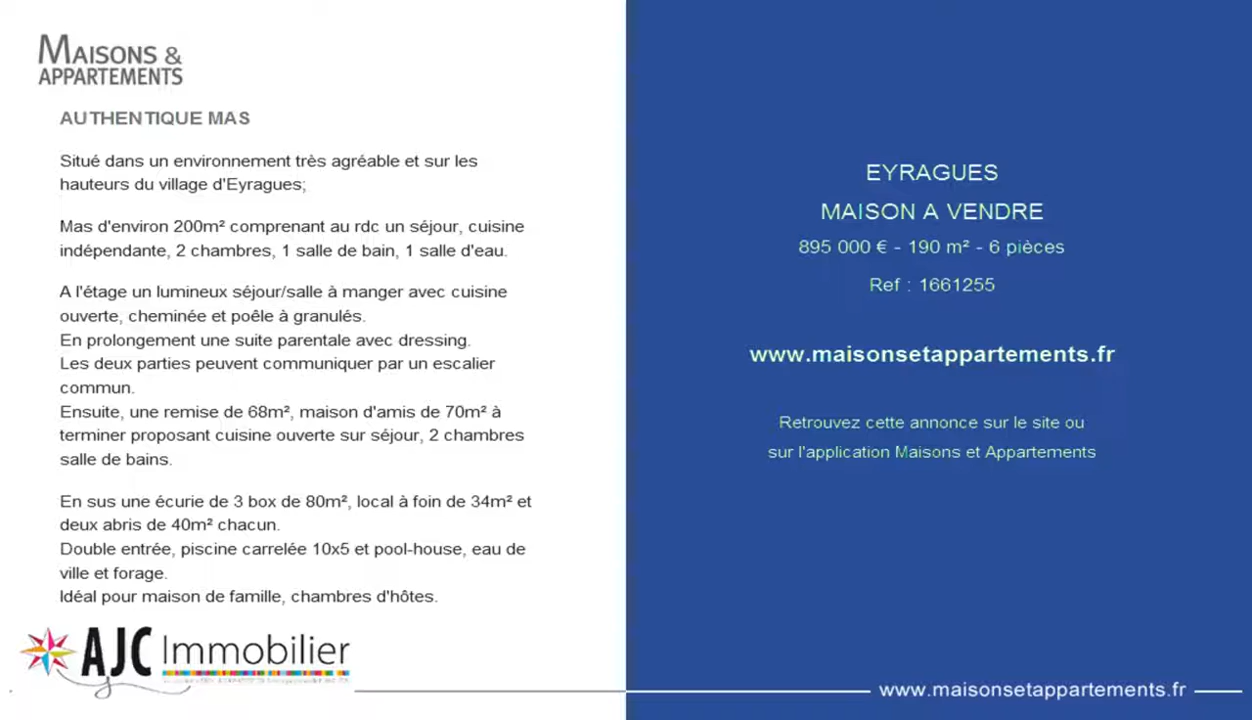 MAISONS &
APPARTEMENTS
AUTHENTIQUE MAS
Situé dans un environnement très agréable et sur les
hauteurs du village d'Eyragues;
Mas d'environ 200m² comprenant au rdc un séjour, cuisine
indépendante, 2 chambres, 1 salle de bain, 1 salle d'eau.
A l'étage un lumineux séjour/salle à manger avec cuisine
ouverte, cheminée et poêle à granulés.
En prolongement une suite parentale avec dressing.
Les deux parties peuvent communiquer par un escalier
commun.
Ensuite, une remise de 68m², maison d'amis de 70m² à
terminer proposant cuisine ouverte sur séjour, 2 chambres
salle de bains.
En sus une écurie de 3 box de 80m², local à foin de 34m² et
deux abris de 40m² chacun.
Double entrée, piscine carrelée 10x5 et pool-house, eau de
ville et forage.
Idéal pour maison de famille, chambres d'hôtes.
AJC Immobilier
EYRAGUES
MAISON A VENDRE
895 000 € - 190 m² - 6 pièces
Ref : 1661255
www.maisonsetappartements.fr
Retrouvez cette annonce sur le site ou
sur l'application Maisons et Appartements
www.maisonsetappartements.fr